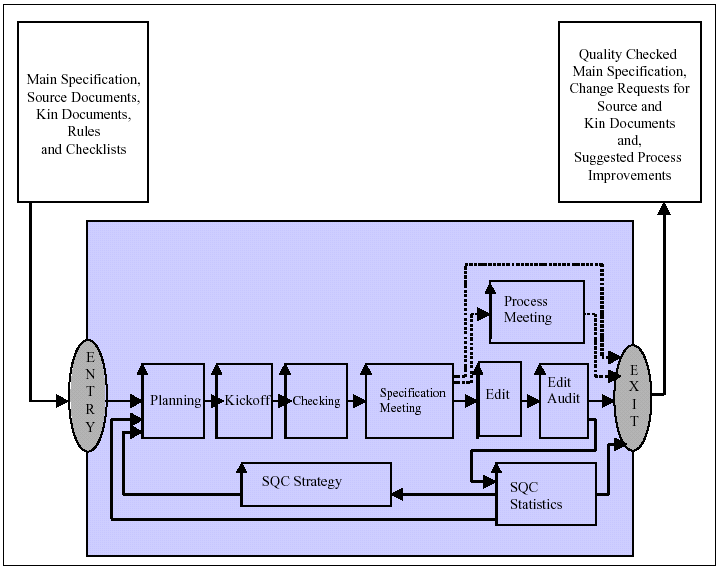 Main Specification,
Source Documents,
Kin Documents,
Rules
and Checklists
Quality Checked
Main Specification,
Change Requests for
Source and
Kin Documents
and,
Suggested Process
Improvements
Process
Meeting
ENTRY
Planning
Kickoff
Checking
Specification
Meeting
Edit
Edit
Audit
EXIT
SQC Strategy
SQC
Statistics